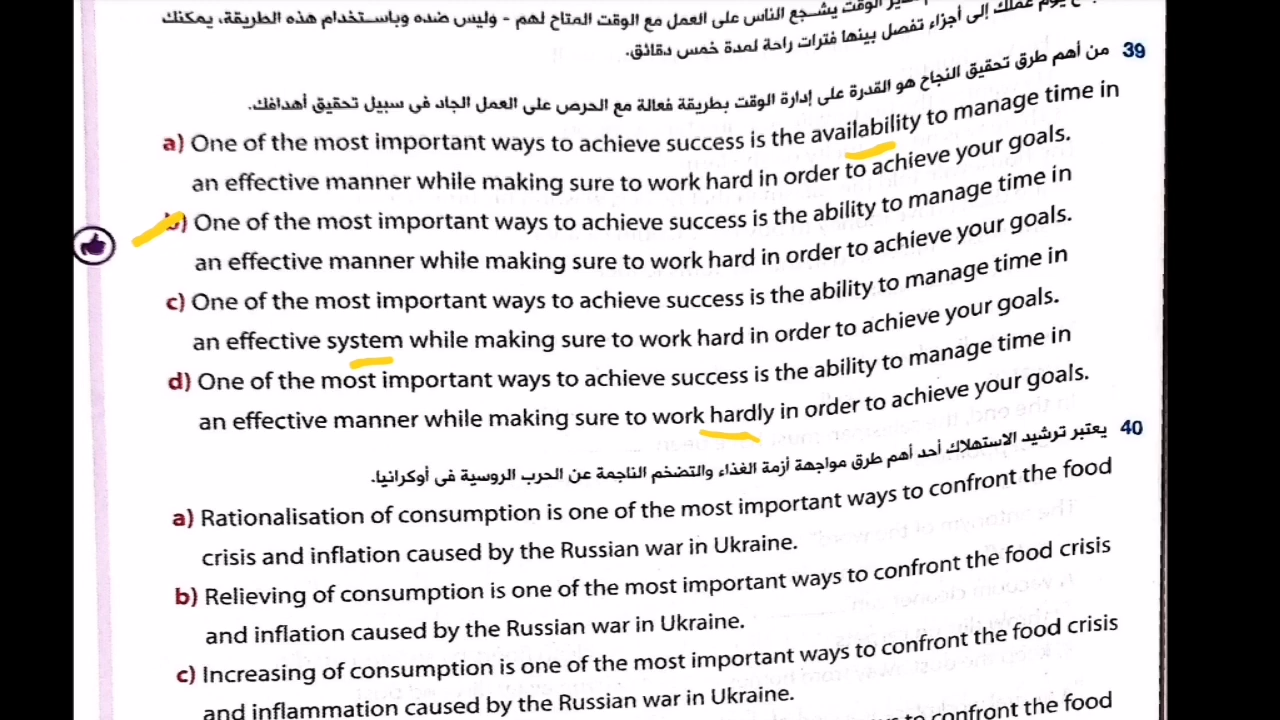 الوقت يشجع الناس على العمل مع الوقت المتاح لهم - وليس ضده وباستخدام هذه الطريقة، يمكنك
يوم عملك إلى أجزاء تفصل بينها فترات راحة لمدة خمس دقائق.
39 من أهم طرق تحقيق النجاح هو القدرة على إدارة الوقت بطريقة فعالة مع الحرص على العمل الجاد فى سبيل تحقيق أهدافك.
a) One of the most important ways to achieve success is the availability to manage time in
an effective manner while making sure to work hard in order to achieve your goals.
b) One of the most important ways to achieve success is the ability to manage time in
an effective manner while making sure to work hard in order to achieve your goals.
c) One of the most important ways to achieve success is the ability to manage time in
an effective system while making sure to work hard in order to achieve your goals.
d) One of the most important ways to achieve success is the ability to manage time in
an effective manner while making sure to work hardly in order to achieve your goals.
40 يعتبر ترشيد الاستهلاك أحد أهم طرق مواجهة أزمة الغذاء والتضخم الناجمة عن الحرب الروسية فى أوكرانيا.
a) Rationalisation of consumption is one of the most important ways to confront the food
crisis and inflation caused by the Russian war in Ukraine.
b) Relieving of consumption is one of the most important ways to confront the food crisis
and inflation caused by the Russian war in Ukraine.
c) Increasing of consumption is one of the most important ways to confront the food crisis
and inflammation caused by the Russian war in Ukraine.
to confront the food